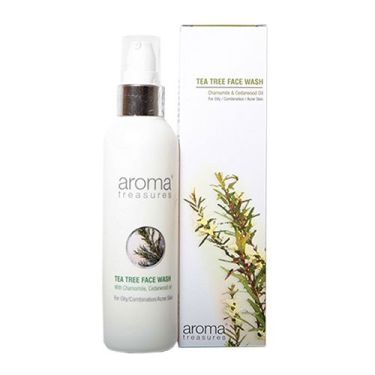 aroma®
treasures
TEA TREE FACE WASH
With Chamomile, Cedarwood oil
For Oily/Combination/Acne Skin
TEA TREE FACE WASH
Chamomile & Cedarwood Oil
For Oily / Combination / Acne Skin
aroma
treasures